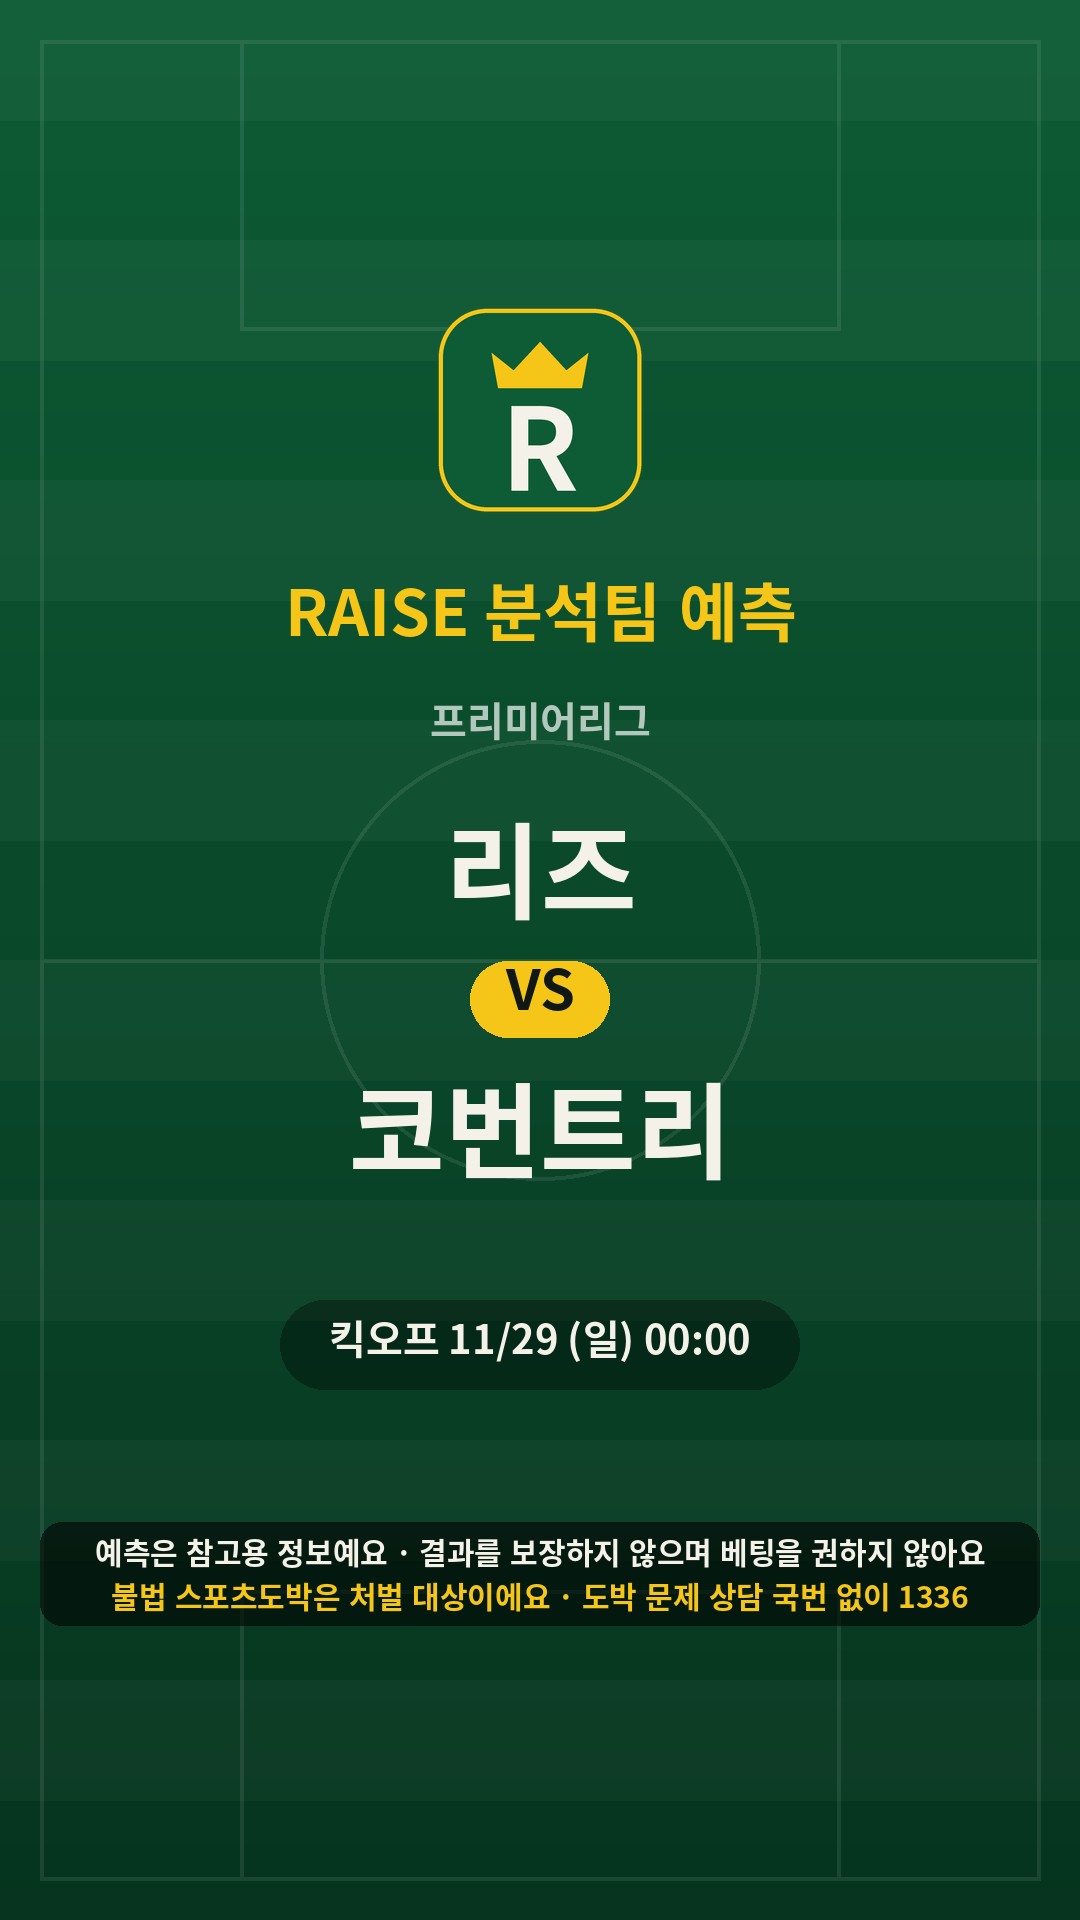 R
RAISE 분석팀 예측
프리미어리그
리즈
VS
코번트리
킥오프 11/29 (일) 00:00
예측은 참고용 정보예요 · 결과를 보장하지 않으며 베팅을 권하지 않아요
불법 스포츠도박은 처벌 대상이에요 · 도박 문제 상담 국번 없이 1336